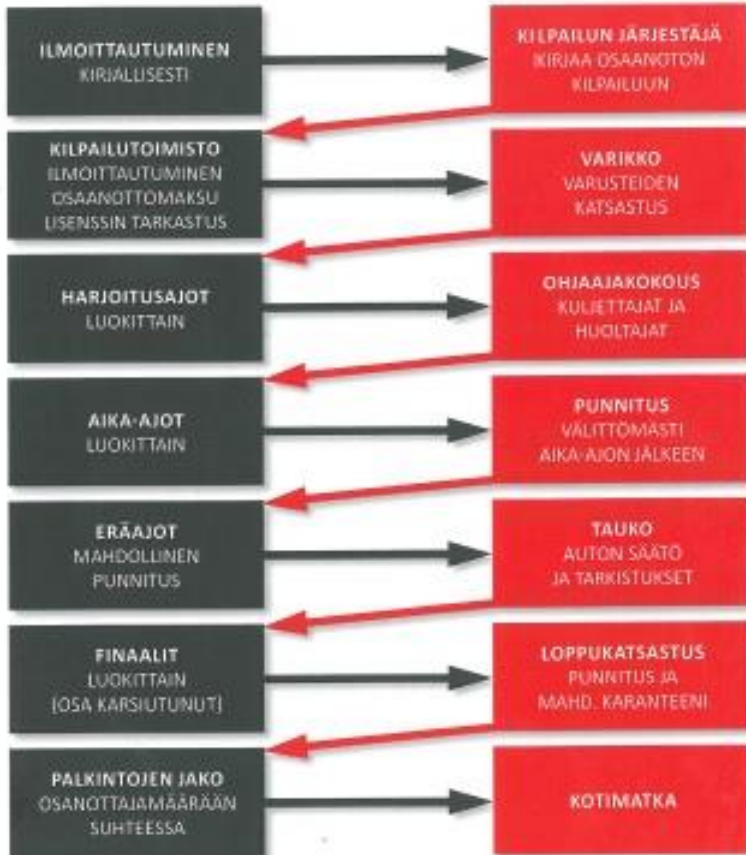 ILMOITTAUTUMINEN
KIRJALLISESTI
KILPAILUN JÄRJESTÄJÄ
KIRJAA OSAANOTON
KILPAILUUN
KILPAILUTOIMISTO
ILMOITTAUTUMINEN
OSAANOTTOMAKSU
LISENSSIN TARKASTUS
VARIKKO
VARUSTEIDEN
KATSASTUS
HARJOITUSAJOT
LUOKITTAIN
OHJAAJAKOKOUS
KULJETTAJAT JA
HUOLTAJAT
AIKA-AJOT
LUOKITTAIN
PUNNITUS
VÄLITTÖMÄSTI
AIKA-AJON JÄLKEEN
ERÄAJOT
MAHDOLLINEN
PUNNITUS
TAUKO
AUTON SÄÄTÖ
JA TARKISTUKSET
FINAALIT
LUOKITTAIN
(OSA KARSIUTUNUT)
LOPPUKATSASTUS
PUNNITUS JA
MAHD. KARANTEENI
PALKINTOJEN JAKO
OSANOTTAJAMÄÄRÄÄN
SUHTEESSA
KOTIMATKA